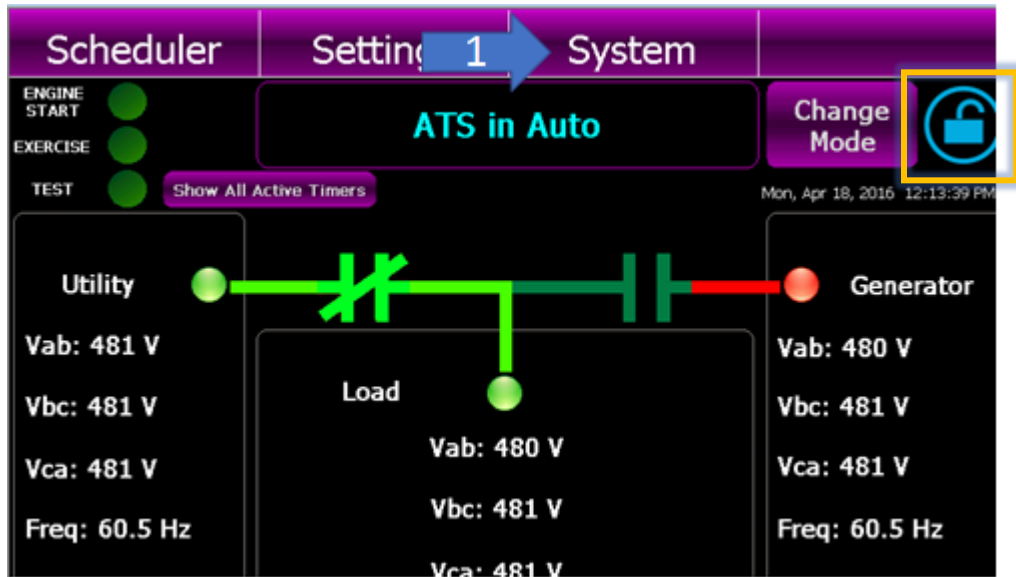 Scheduler
Setting
1
System
ENGINE
START
EXERCISE
TEST
ATS in Auto
Change
Mode
Show All Active Timers
Mon, Apr 18, 2016 12:13:39 PM
Utility
Vab: 481 V
Vbc: 481 V
Vca: 481 V
Freq: 60.5 Hz
Load
Vab: 480 V
Vbc: 481 V
Vca: 481 V
Generator
Vab: 480 V
Vbc: 481 V
Vca: 481 V
Freq: 60.5 Hz